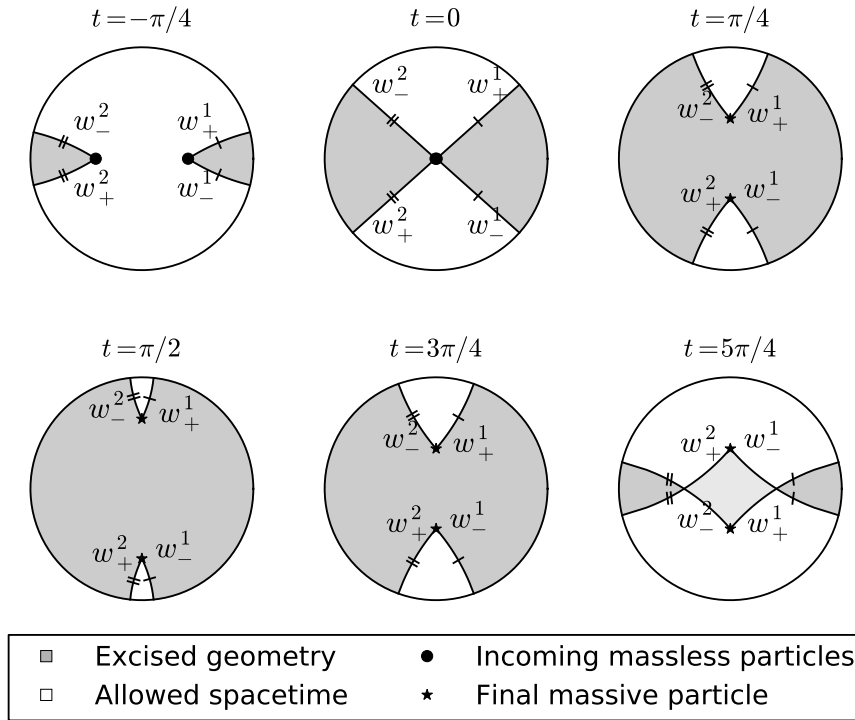 t=−π/4 t=0 t=π/4
w²₋ w¹₊ w²₋ w¹₊ w²₋ w¹₊
w²₊ w¹₋ w²₊ w¹₋ w²₊ w¹₋
t=π/2 t=3π/4 t=5π/4
w²₋ w¹₊ w²₋ w¹₊ w²₊ w¹₋
w²₊ w¹₋ w²₊ w¹₋ w²₋ w¹₊
Excised geometry Incoming massless particles
Allowed spacetime Final massive particle